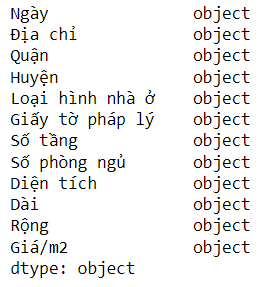 Ngày object
Địa chỉ object
Quận object
Huyện object
Loại hình nhà ở object
Giấy tờ pháp lý object
Số tầng object
Số phòng ngủ object
Diện tích object
Dài object
Rộng object
Giá/m2 object
dtype: object